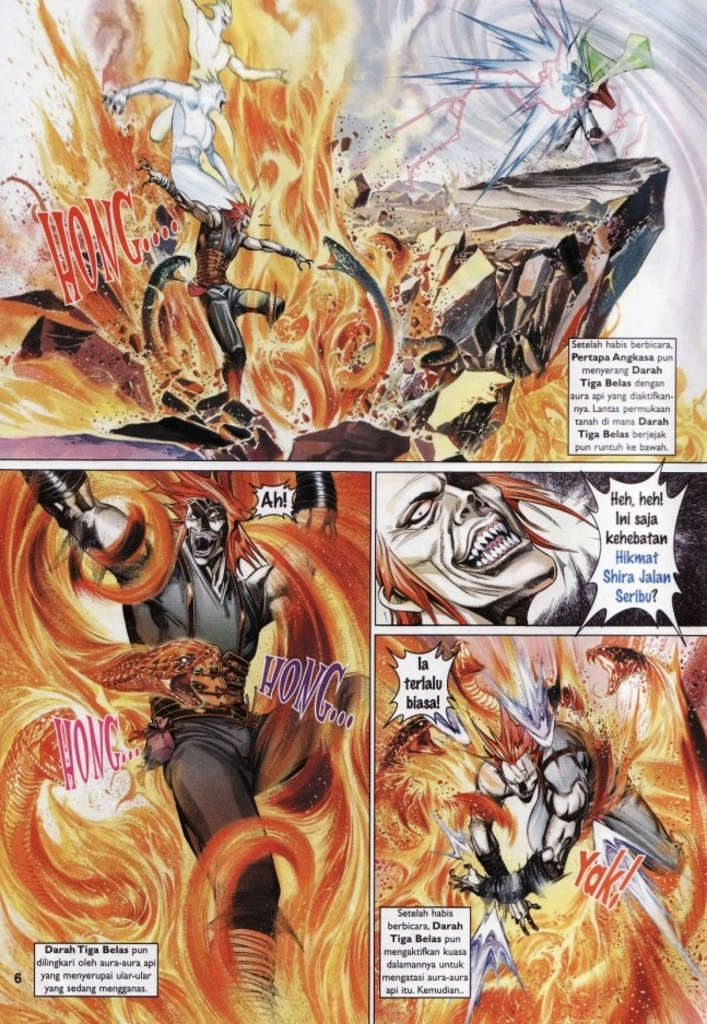 HONG....
Setelah habis berbicara,
Pertapa Angkasa pun
menyerang Darah
Tiga Belas dengan
aura api yang diaktifkan-
nya. Lantas permukaan
tanah di mana Darah
Tiga Belas berjejak
pun runtuh ke bawah.
Ah!
HONG...
HONG...
Darah Tiga Belas pun
dilingkari oleh aura-aura api
yang menyerupai ular-ular
yang sedang mengganas.
6
Heh, heh!
Ini saja
kehebatan
Hikmat
Shira Jalan
Seribu?
Ia
terlalu
biasa!
Yak!
Setelah habis
berbicara, Darah
Tiga Belas pun
mengaktifkan kuasa
dalamannya untuk
mengatasi aura-aura
api itu. Kemudian..